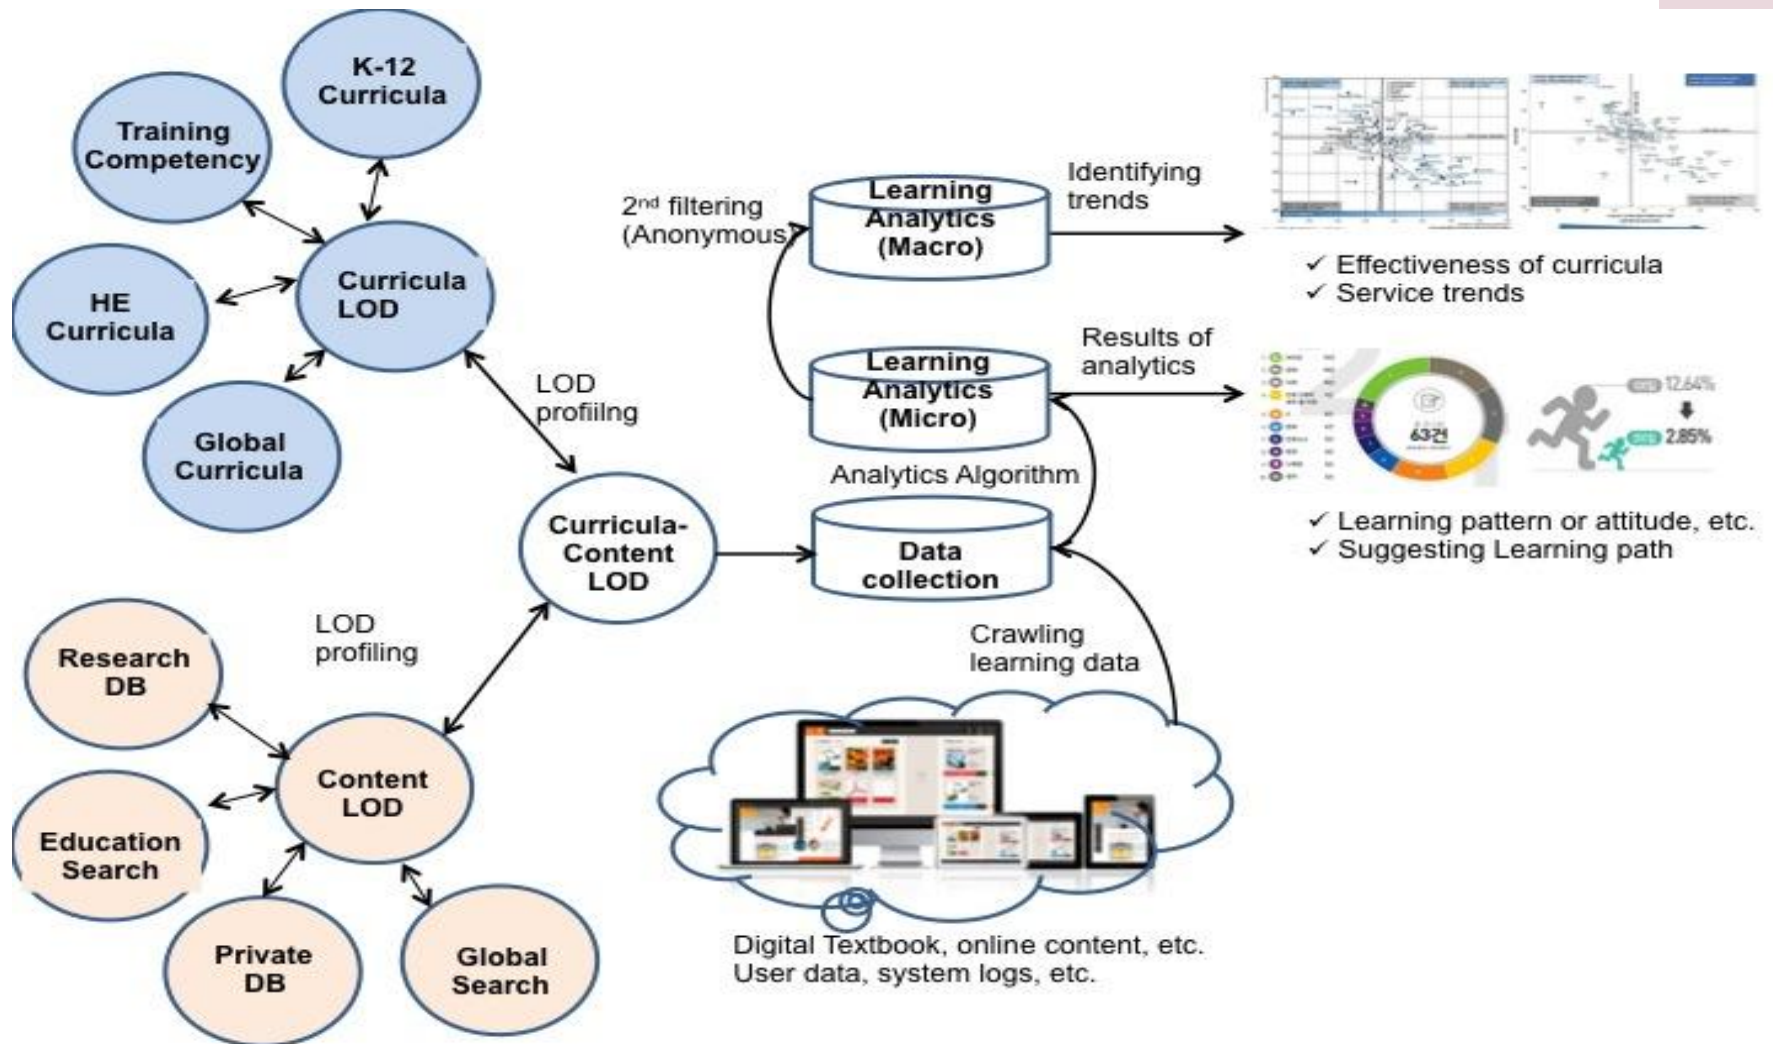 K-12
Curricula
Training
Competency
HE
Curricula
Curricula
LOD
Global
Curricula
LOD
profiilng
Curricula-
Content
LOD
LOD
profiling
Research
DB
Education
Search
Content
LOD
Private
DB
Global
Search
2nd filtering
(Anonymous)
Learning
Analytics
(Macro)
Identifying
trends
✓ Effectiveness of curricula
✓ Service trends
Learning
Analytics
(Micro)
Results of
analytics
63건
12.64%
2.85%
✓ Learning pattern or attitude, etc.
✓ Suggesting Learning path
Analytics Algorithm
Data
collection
Crawling
learning data
Digital Textbook, online content, etc.
User data, system logs, etc.